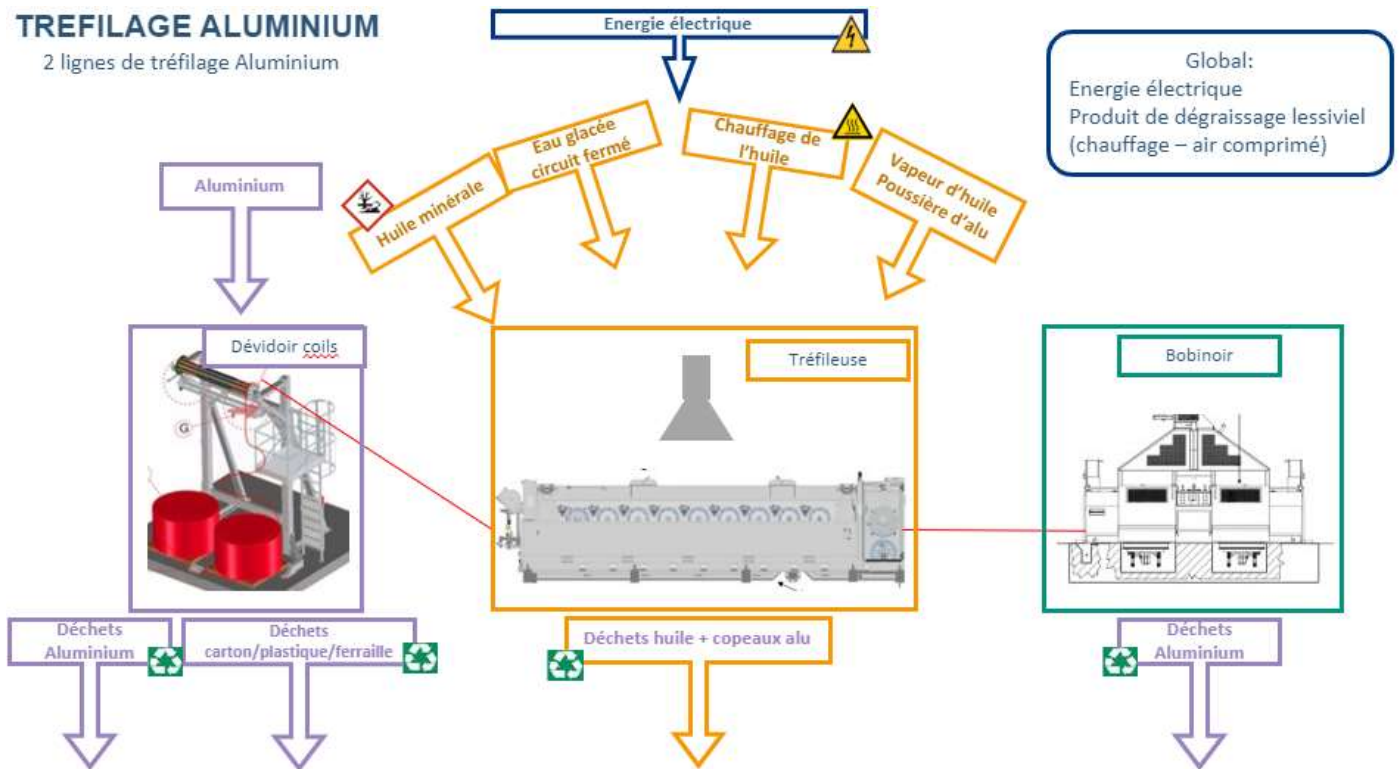 TREFILAGE ALUMINIUM
2 lignes de tréfilage Aluminium
Energie électrique
Global:
Energie électrique
Produit de dégraissage lessiviel
(chauffage – air comprimé)
Aluminium
Huile minérale
Eau glacée
circuit fermé
Chauffage de
l'huile
Vapeur d'huile
Poussière d'alu
Dévidoir coils
G
Tréfileuse
Bobinoir
Déchets
Aluminium
Déchets
carton/plastique/ferraille
Déchets huile + copeaux alu
Déchets
Aluminium